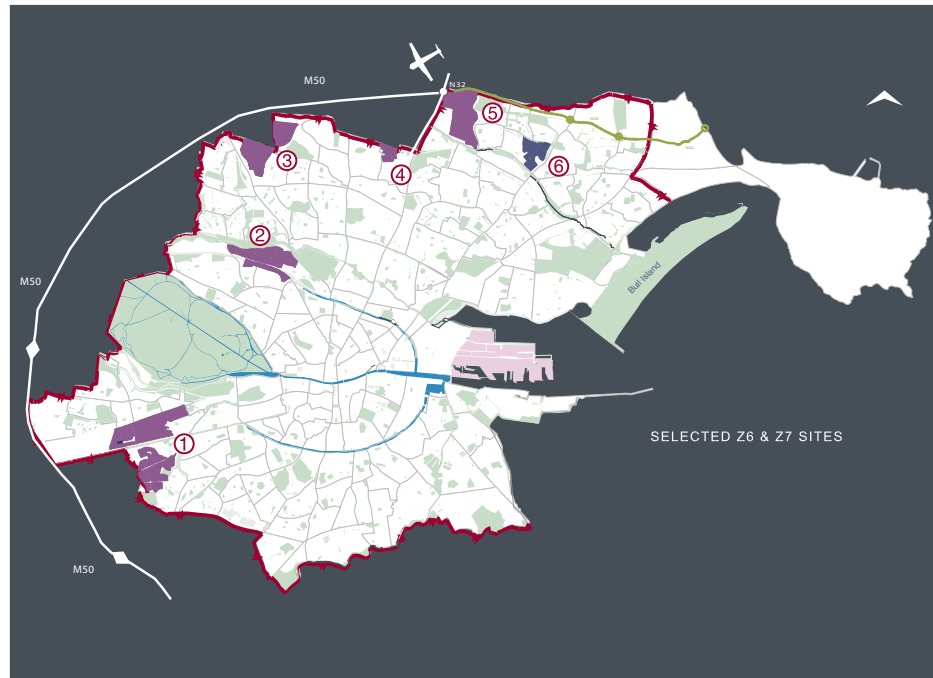 M50
N32
5
3
6
4
2
M50
Bull Island
1
SELECTED Z6 & Z7 SITES
M50